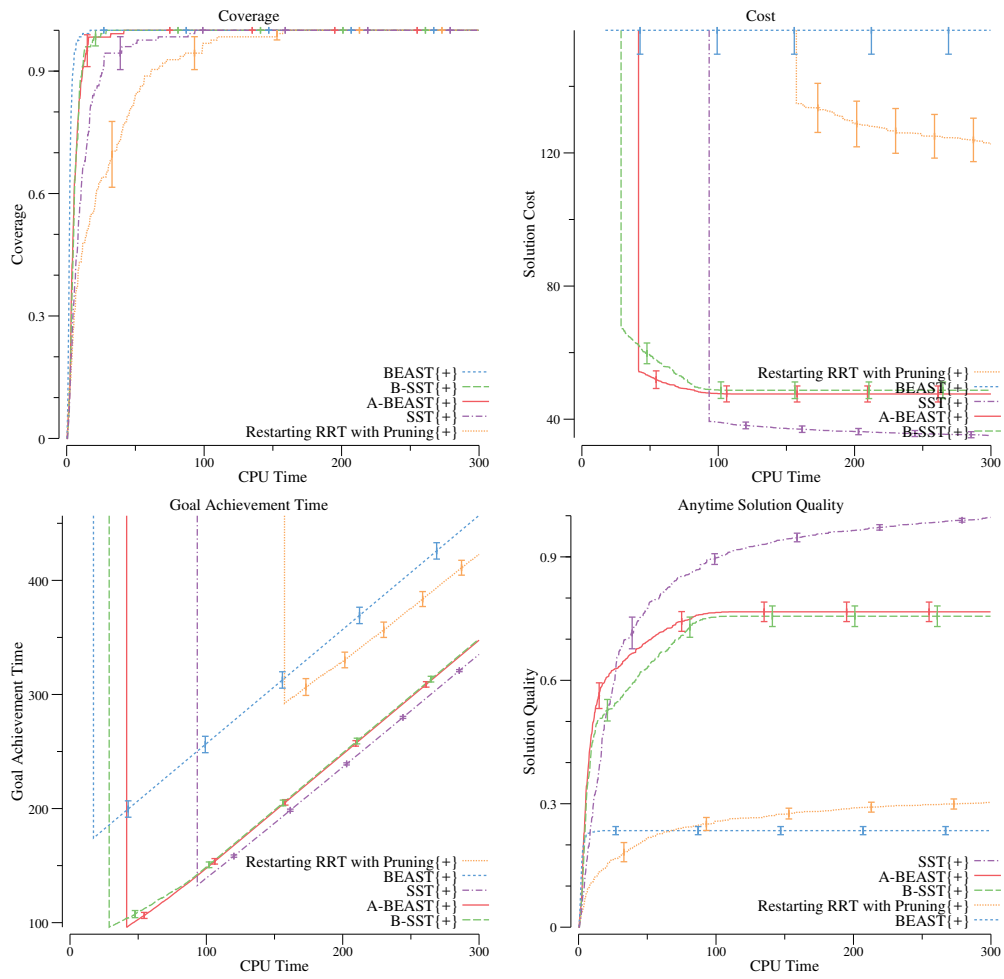 Coverage
0.9
0.6
0.3
0
Coverage
BEAST{+}
B-SST{+}
A-BEAST{+}
SST{+}
Restarting RRT with Pruning{+}
0
100
200
300
CPU Time
Cost
120
80
40
Solution Cost
Restarting RRT with Pruning{+}
BEAST{+}
SST{+}
A-BEAST{+}
B-SST{+}
0
100
200
300
CPU Time
Goal Achievement Time
400
300
200
100
Goal Achievement Time
Restarting RRT with Pruning{+}
BEAST{+}
SST{+}
A-BEAST{+}
B-SST{+}
0
100
200
300
CPU Time
Anytime Solution Quality
0.9
0.6
0.3
0
Solution Quality
SST{+}
A-BEAST{+}
B-SST{+}
Restarting RRT with Pruning{+}
BEAST{+}
0
100
200
300
CPU Time